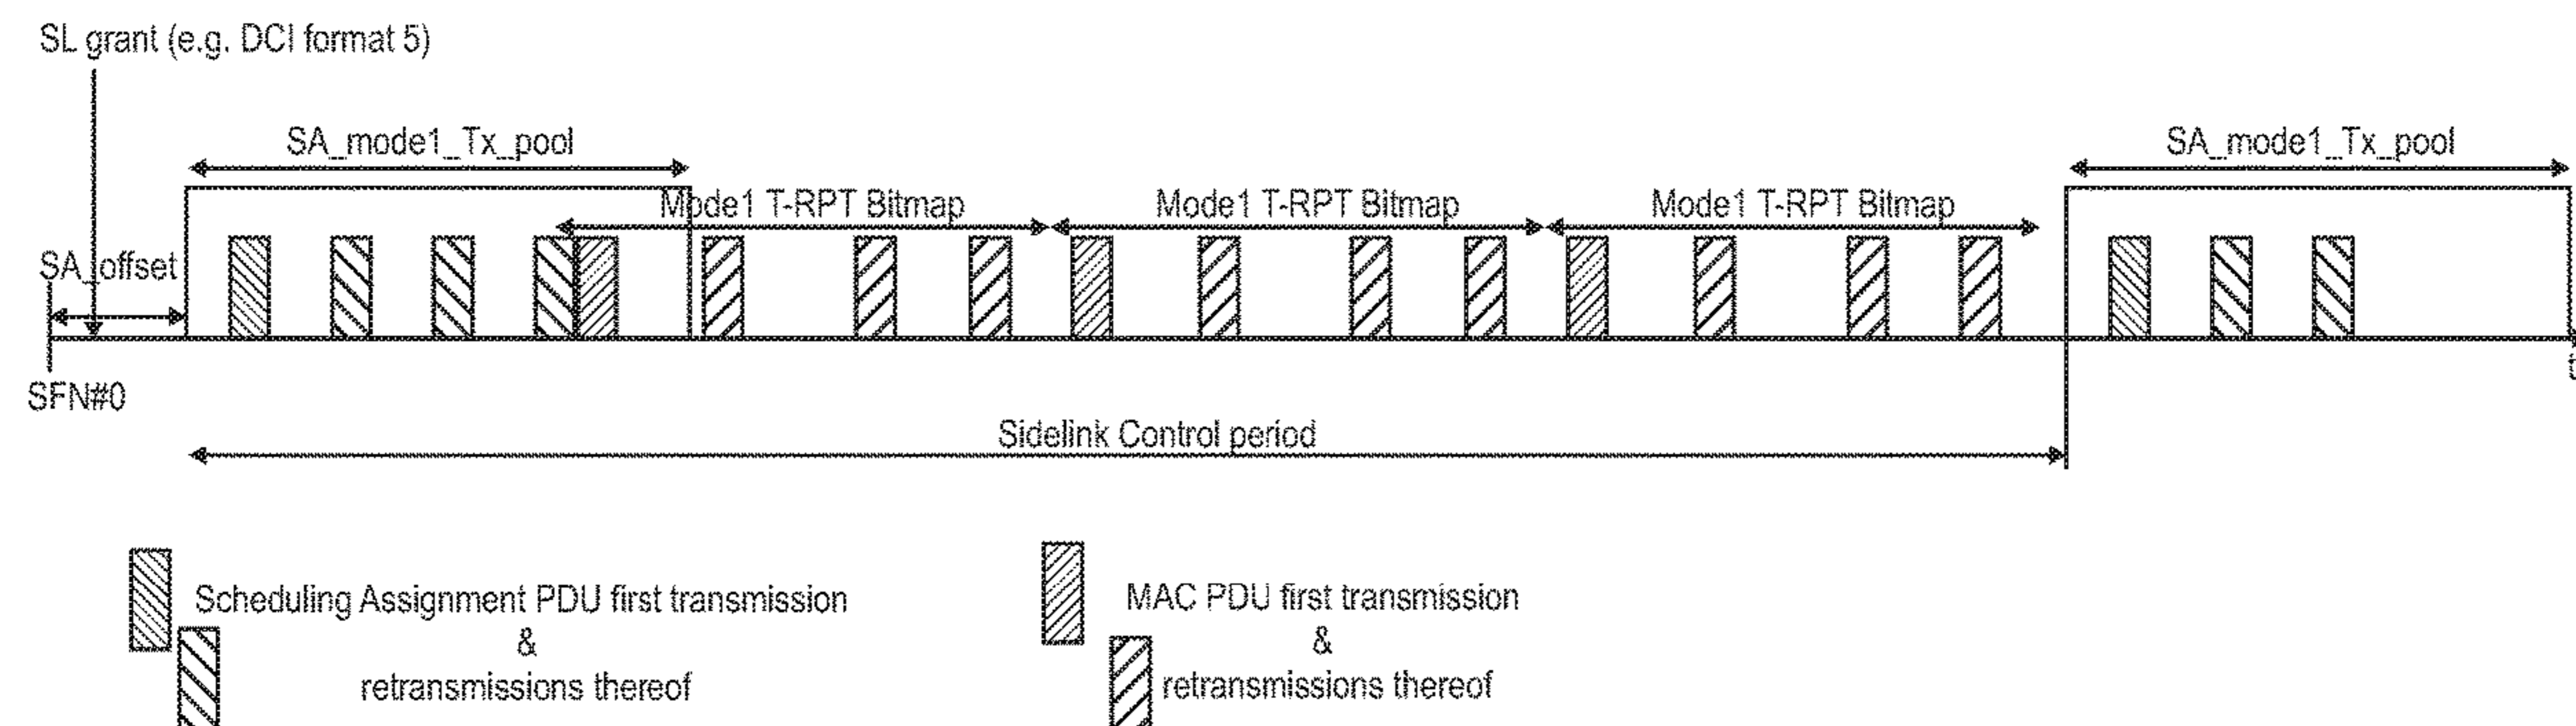 SL grant (e.g. DCI format 5)
SA_mode1_Tx_pool
SA_mode1_Tx_pool
Mode1 T-RPT Bitmap
Mode1 T-RPT Bitmap
Mode1 T-RPT Bitmap
SA_offset
t
SFN#0
Sidelink Control period
Scheduling Assignment PDU first transmission
&
retransmissions thereof
MAC PDU first transmission
&
retransmissions thereof